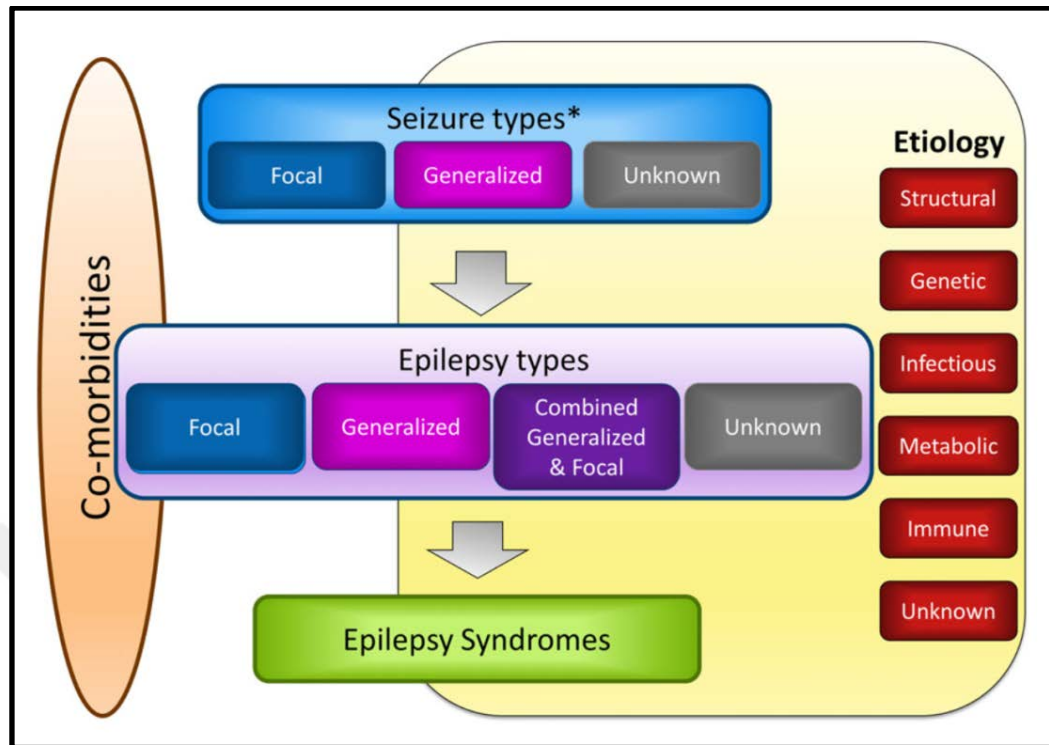 Co-morbidities
Seizure types*
Focal
Generalized
Unknown
Epilepsy types
Focal
Generalized
Combined
Generalized
& Focal
Unknown
Epilepsy Syndromes
Etiology
Structural
Genetic
Infectious
Metabolic
Immune
Unknown